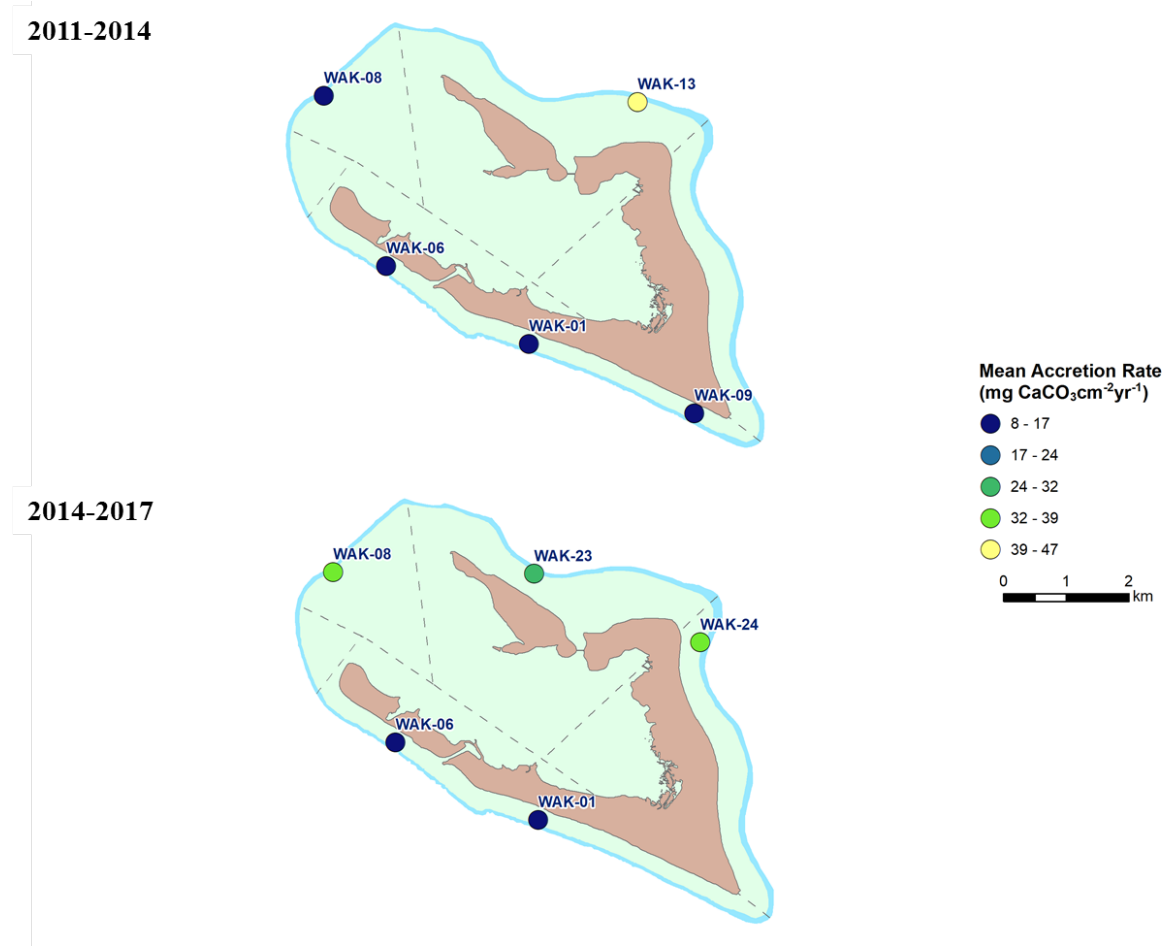 2011-2014
WAK-08
WAK-13
WAK-06
WAK-01
WAK-09
Mean Accretion Rate
(mg CaCO₃cm⁻²yr⁻¹)
8 - 17
17 - 24
24 - 32
32 - 39
39 - 47
0 1 2
km
2014-2017
WAK-08
WAK-23
WAK-24
WAK-06
WAK-01